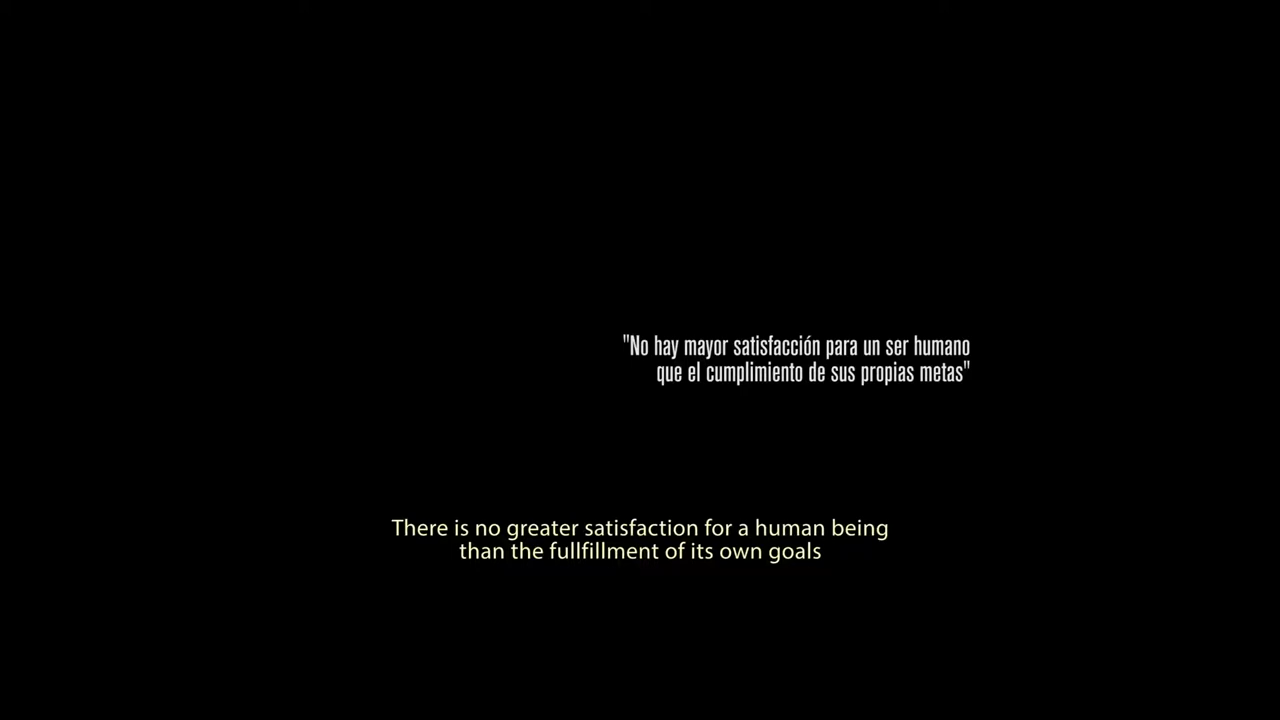 "No hay mayor satisfacción para un ser humano
que el cumplimiento de sus propias metas"
There is no greater satisfaction for a human being
than the fullfillment of its own goals